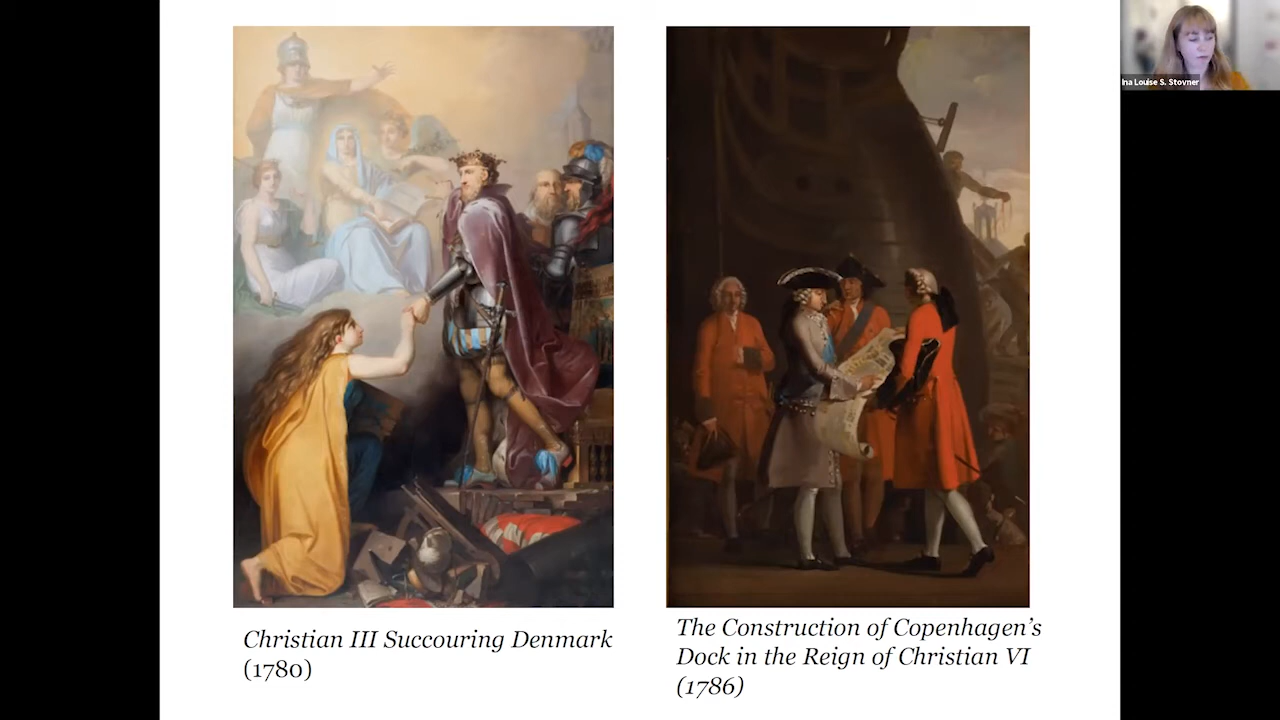 Ina Louise S. Stovner
Christian III Succouring Denmark
(1780)
The Construction of Copenhagen’s
Dock in the Reign of Christian VI
(1786)